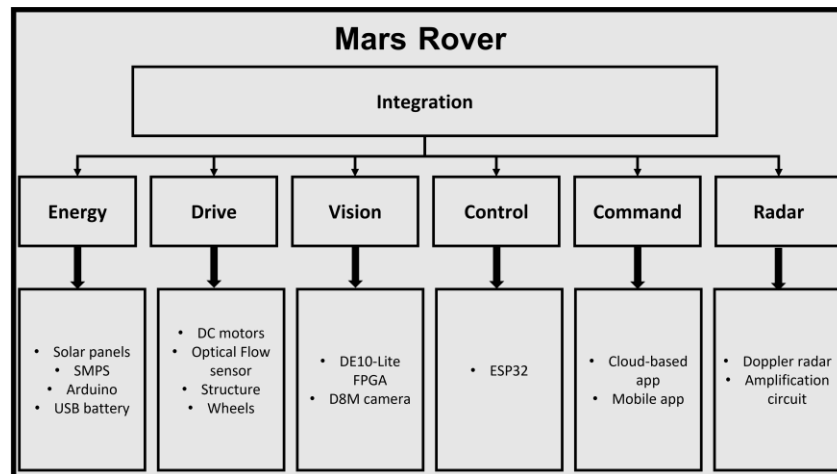 Mars Rover
Integration
Energy
Drive
Vision
Control
Command
Radar
• Solar panels
• SMPS
• Arduino
• USB battery
• DC motors
• Optical Flow
sensor
• Structure
• Wheels
• DE10-Lite
FPGA
• D8M camera
• ESP32
• Cloud-based
app
• Mobile app
• Doppler radar
• Amplification
circuit